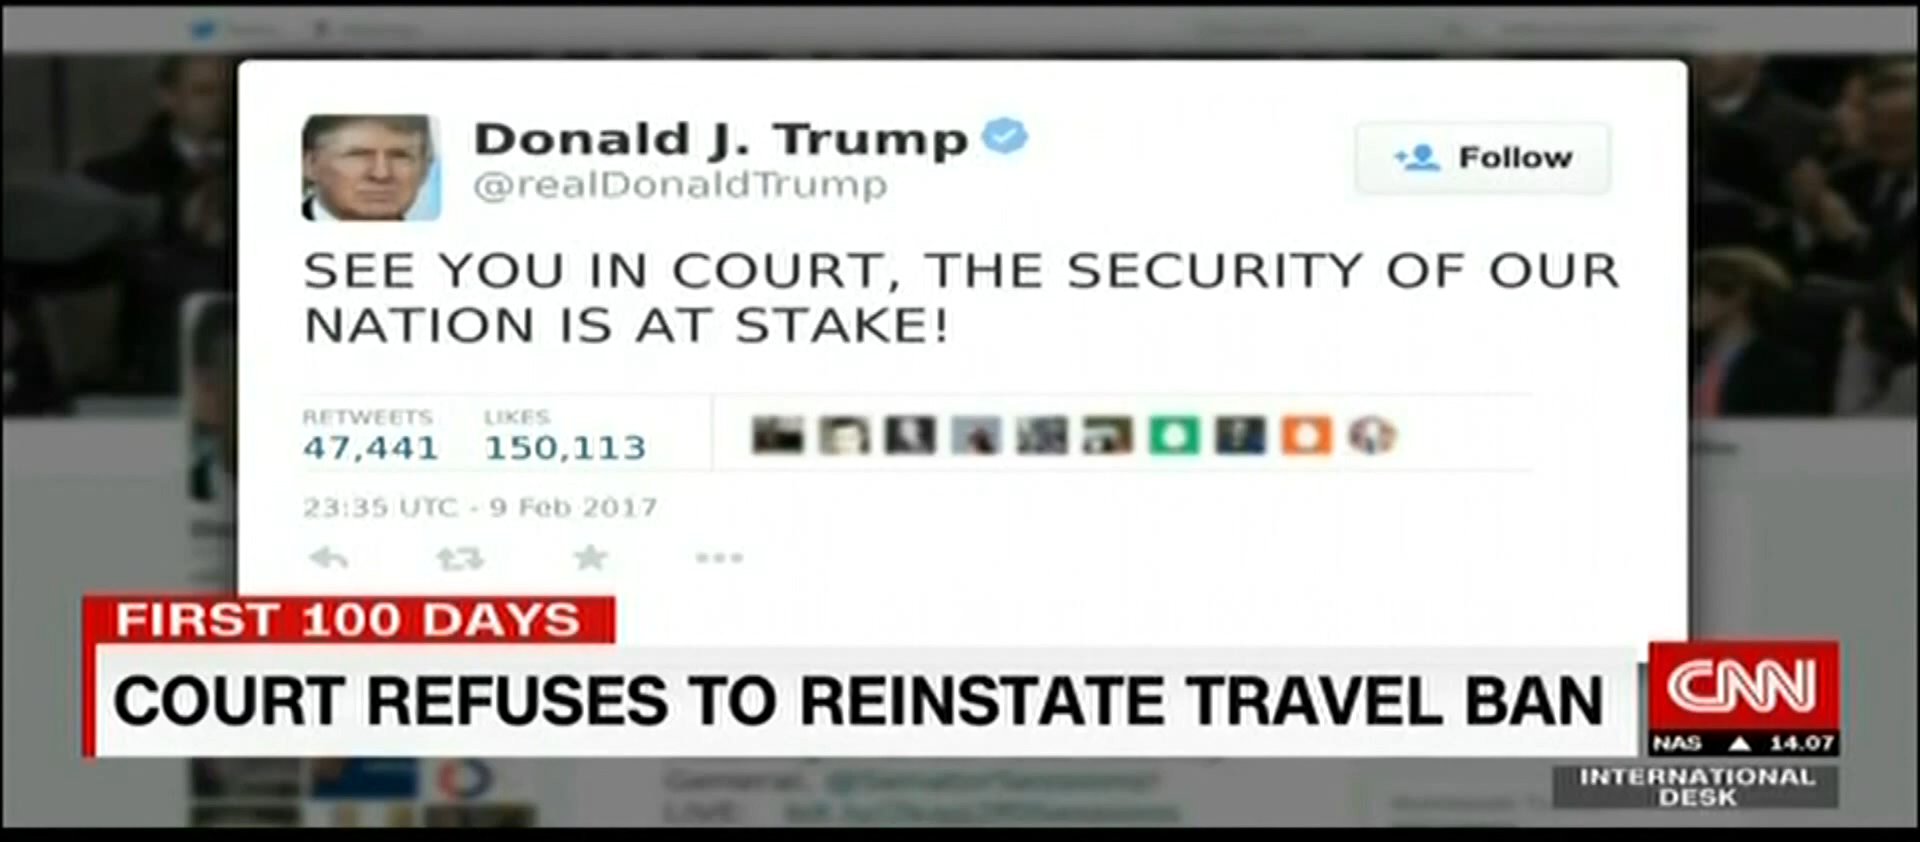 Donald J. Trump
@realDonaldTrump
Follow
SEE YOU IN COURT, THE SECURITY OF OUR
NATION IS AT STAKE!
RETWEETS LIKES
47,441 150,113
23:35 UTC - 9 Feb 2017
FIRST 100 DAYS
COURT REFUSES TO REINSTATE TRAVEL BAN
CNN
NAS ▲ 14.07
INTERNATIONAL
DESK
General,
LIVE: